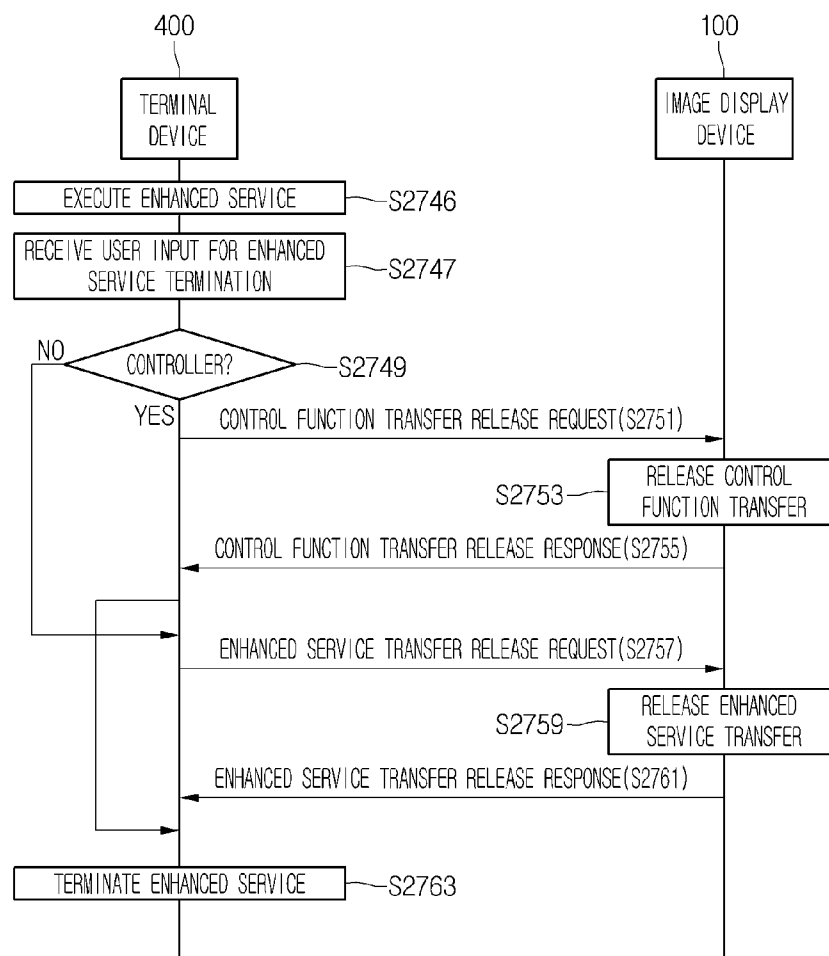 400
100
TERMINAL
DEVICE
IMAGE DISPLAY
DEVICE
EXECUTE ENHANCED SERVICE
S2746
RECEIVE USER INPUT FOR ENHANCED
SERVICE TERMINATION
S2747
NO
CONTROLLER?
S2749
YES
CONTROL FUNCTION TRANSFER RELEASE REQUEST(S2751)
S2753
RELEASE CONTROL
FUNCTION TRANSFER
CONTROL FUNCTION TRANSFER RELEASE RESPONSE(S2755)
ENHANCED SERVICE TRANSFER RELEASE REQUEST(S2757)
S2759
RELEASE ENHANCED
SERVICE TRANSFER
ENHANCED SERVICE TRANSFER RELEASE RESPONSE(S2761)
TERMINATE ENHANCED SERVICE
S2763